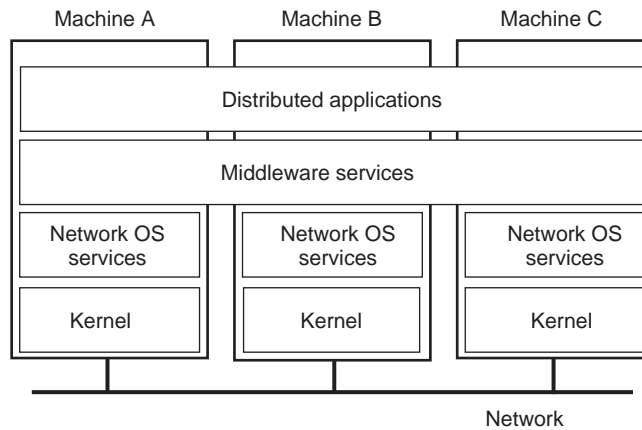 Machine A
Machine B
Machine C
Distributed applications
Middleware services
Network OS
services
Network OS
services
Network OS
services
Kernel
Kernel
Kernel
Network